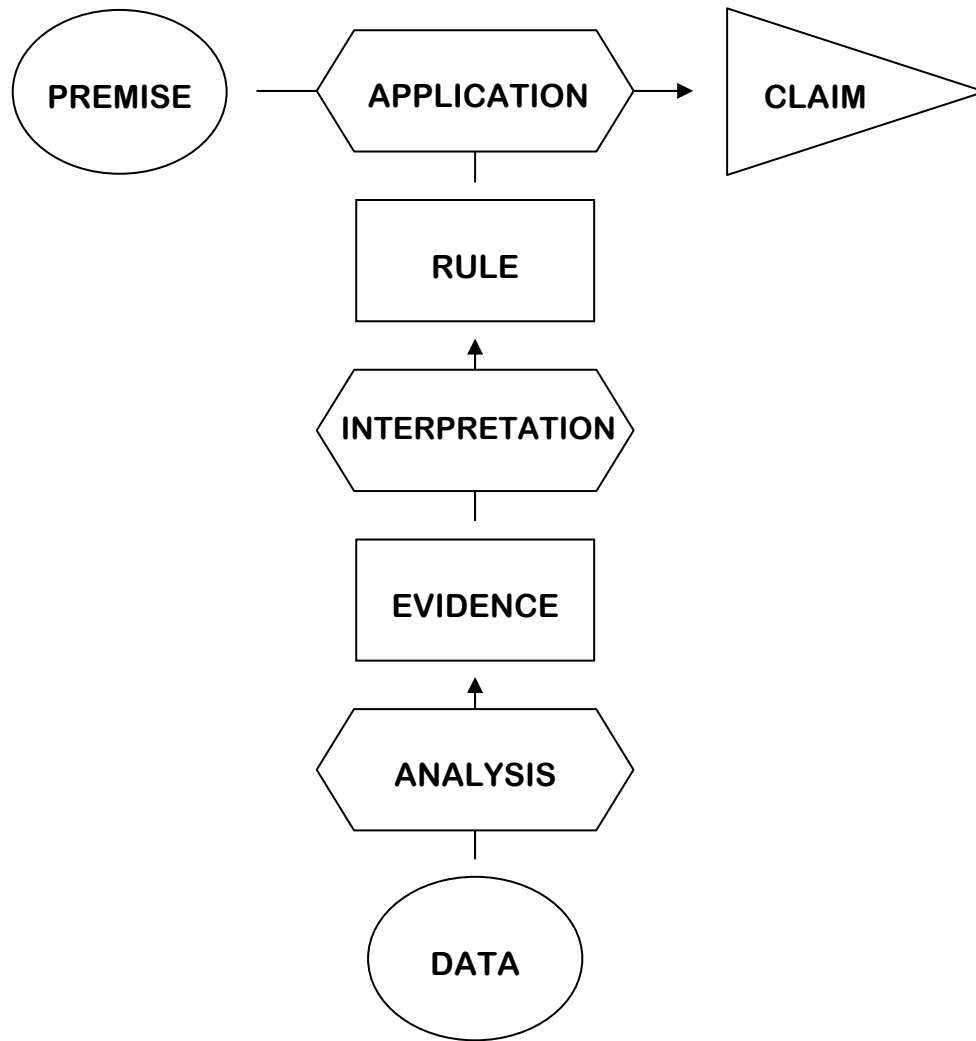 PREMISE
APPLICATION
CLAIM
RULE
INTERPRETATION
EVIDENCE
ANALYSIS
DATA